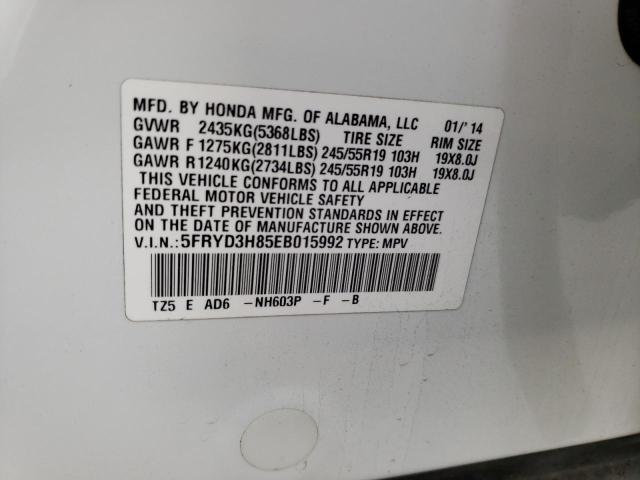 MFD. BY HONDA MFG. OF ALABAMA, LLC 01/'14
GVWR 2435KG(5368LBS) TIRE SIZE RIM SIZE
GAWR F 1275KG(2811LBS) 245/55R19 103H 19X8.0J
GAWR R1240KG(2734LBS) 245/55R19 103H 19X8.0J
THIS VEHICLE CONFORMS TO ALL APPLICABLE
FEDERAL MOTOR VEHICLE SAFETY
AND THEFT PREVENTION STANDARDS IN EFFECT
ON THE DATE OF MANUFACTURE SHOWN ABOVE.
V.I.N.:5FRYD3H85EB015992 TYPE: MPV
TZ5 E AD6 -NH603P -F -B